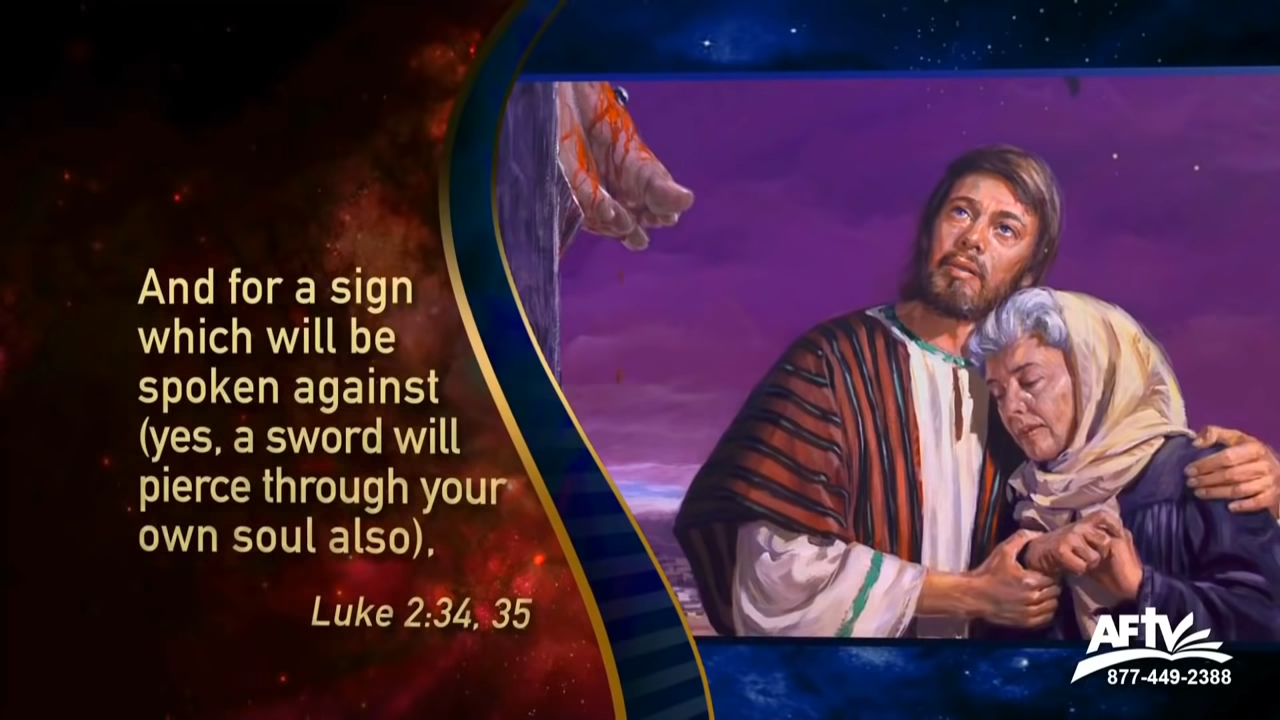 And for a sign
which will be
spoken against
(yes, a sword will
pierce through your
own soul also),
Luke 2:34, 35
AFTV
877-449-2388